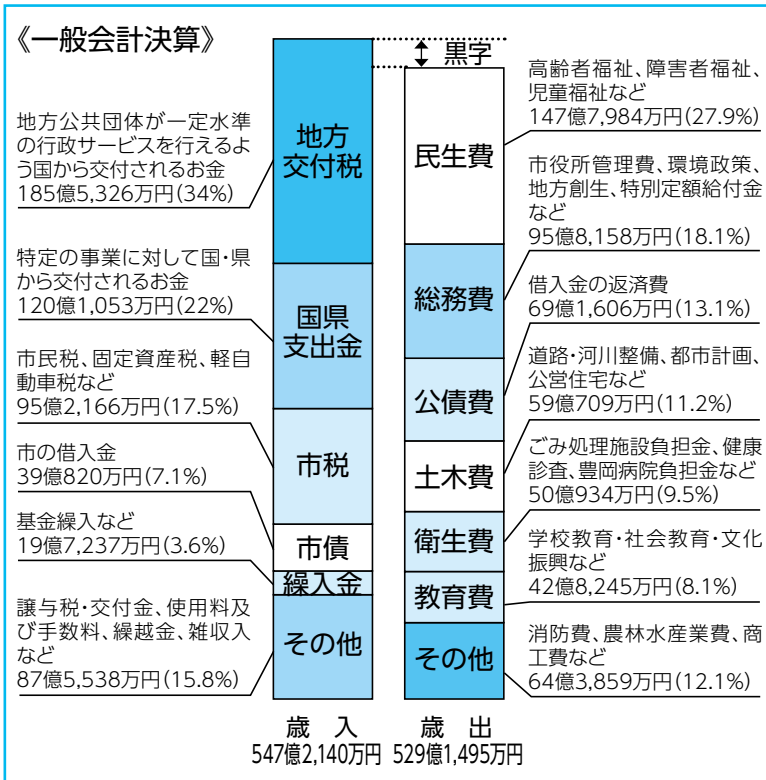 《一般会計決算》
黒字
地方公共団体が一定水準
の行政サービスを行えるよ
う国から交付されるお金
185億5,326万円(34%)
特定の事業に対して国・県
から交付されるお金
120億1,053万円(22%)
市民税、固定資産税、軽自
動車税など
95億2,166万円(17.5%)
市の借入金
39億820万円(7.1%)
基金繰入など
19億7,237万円(3.6%)
譲与税・交付金、使用料及
び手数料、繰越金、雑収入
など
87億5,538万円(15.8%)
地方
交付税
国県
支出金
市税
市債
繰入金
その他
歳入
547億2,140万円
民生費
総務費
公債費
土木費
衛生費
教育費
その他
歳出
529億1,495万円
高齢者福祉、障害者福祉、
児童福祉など
147億7,984万円(27.9%)
市役所管理費、環境政策、
地方創生、特別定額給付金
など
95億8,158万円(18.1%)
借入金の返済費
69億1,606万円(13.1%)
道路・河川整備、都市計画、
公営住宅など
59億709万円(11.2%)
ごみ処理施設負担金、健康
診査、豊岡病院負担金など
50億934万円(9.5%)
学校教育・社会教育・文化
振興など
42億8,245万円(8.1%)
消防費、農林水産業費、商
工費など
64億3,859万円(12.1%)